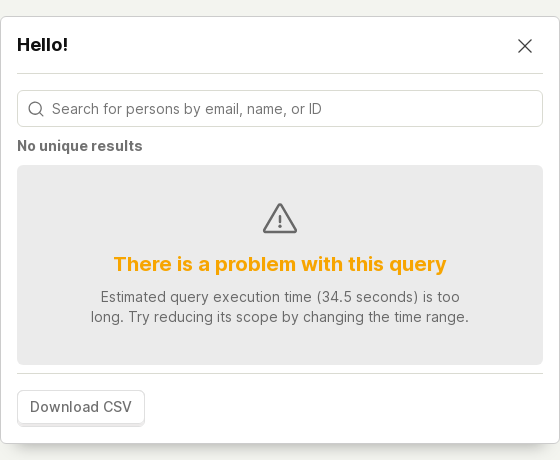 Hello!
Search for persons by email, name, or ID
No unique results
There is a problem with this query
Estimated query execution time (34.5 seconds) is too
long. Try reducing its scope by changing the time range.
Download CSV